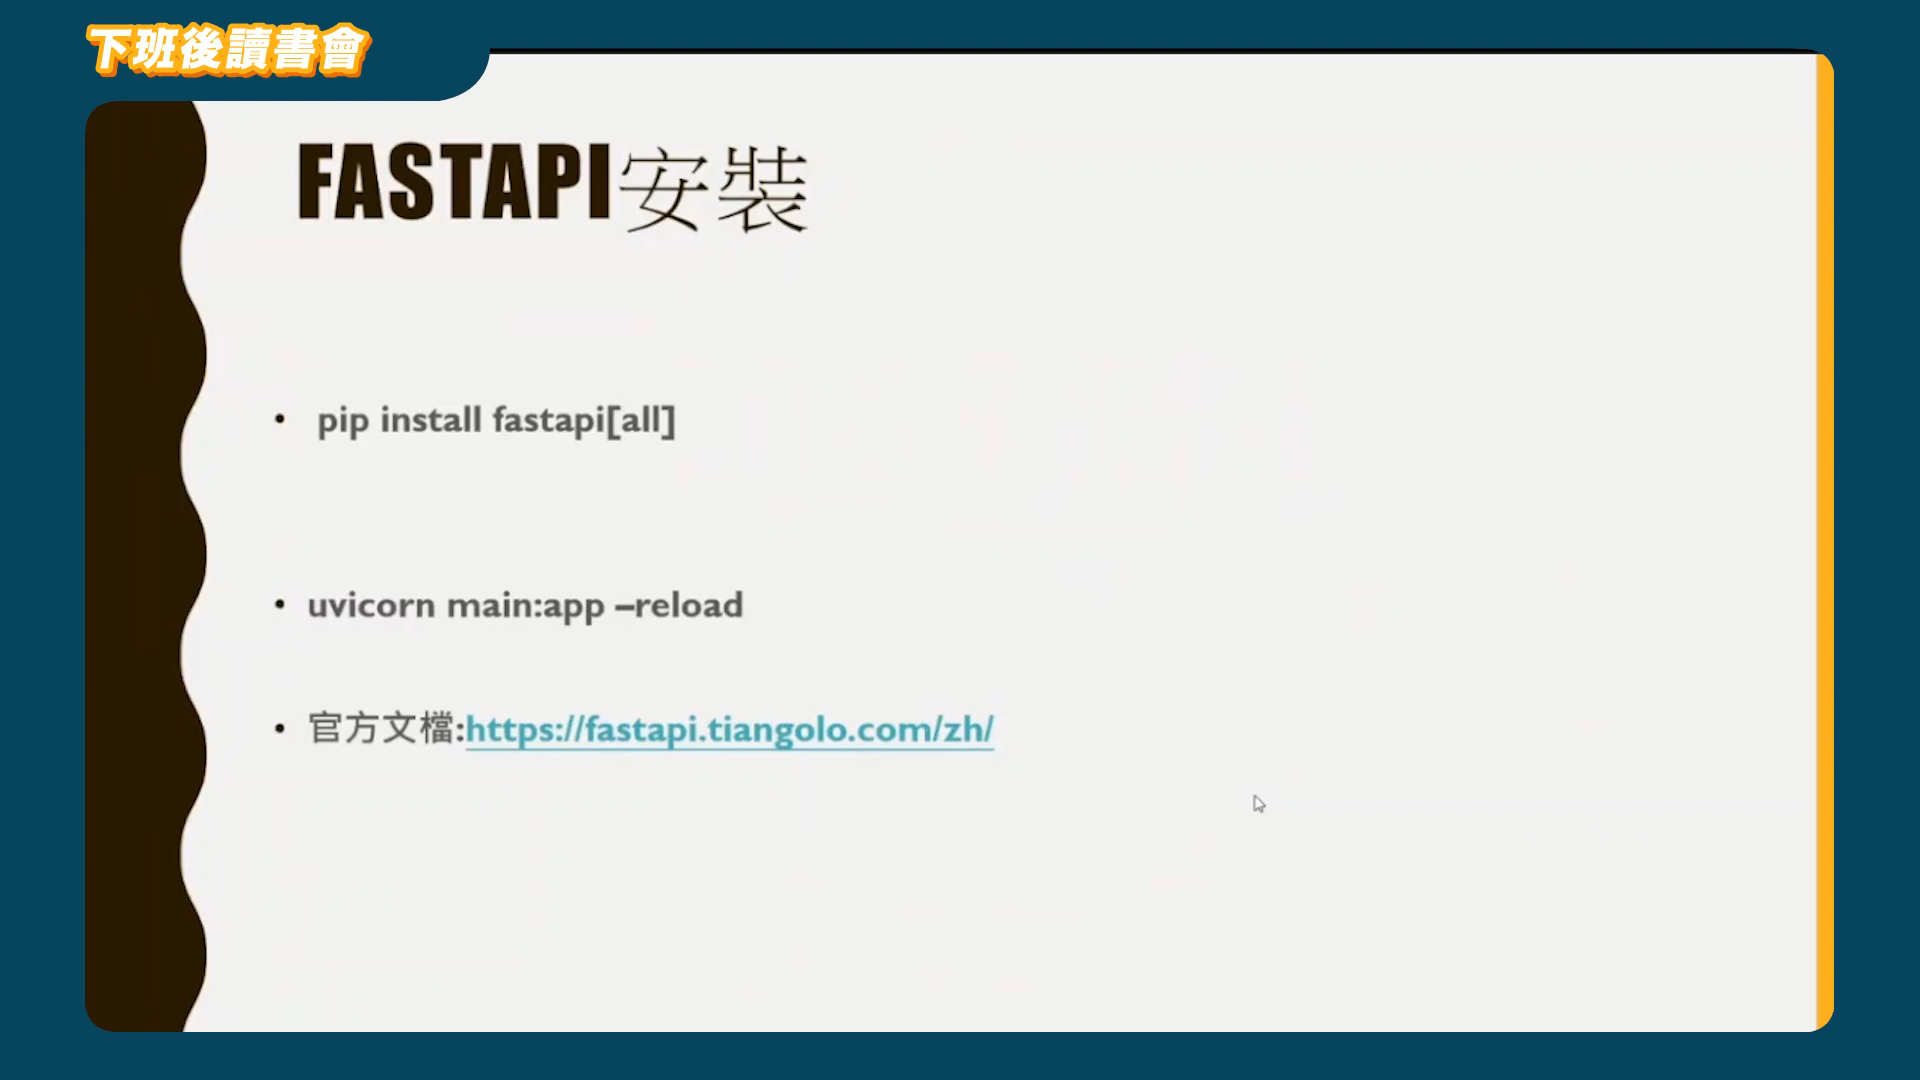 下班後讀書會
FASTAPI安裝
• pip install fastapi[all]
• uvicorn main:app –reload
• 官方文檔:https://fastapi.tiangolo.com/zh/